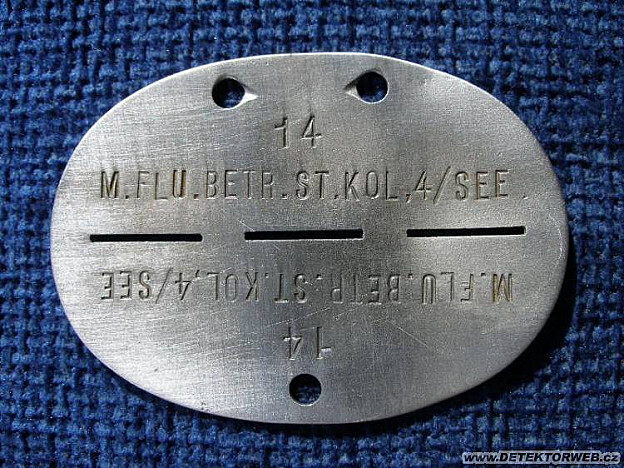 14
M.FLU.BETR.ST.KOL,4/SEE.
M.FLU.BETR.ST.KOL,4/SEE
14
www.DETEKTORWEB.cz